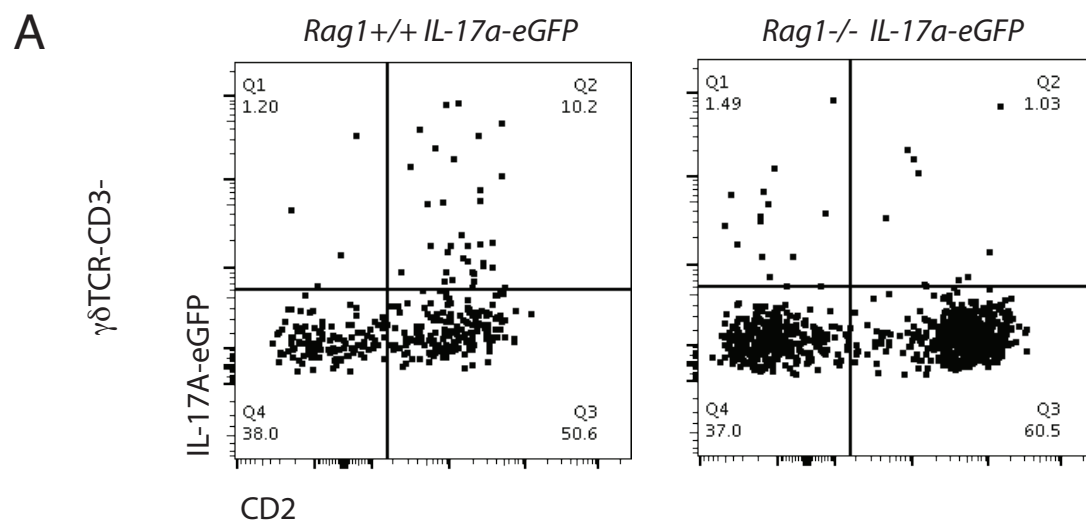 A
Rag1+/+ IL-17a-eGFP
Rag1-/- IL-17a-eGFP
γδTCR-CD3-
IL-17A-eGFP
Q1
1.20
Q2
10.2
Q4
38.0
Q3
50.6
Q1
1.49
Q2
1.03
Q4
37.0
Q3
60.5
CD2